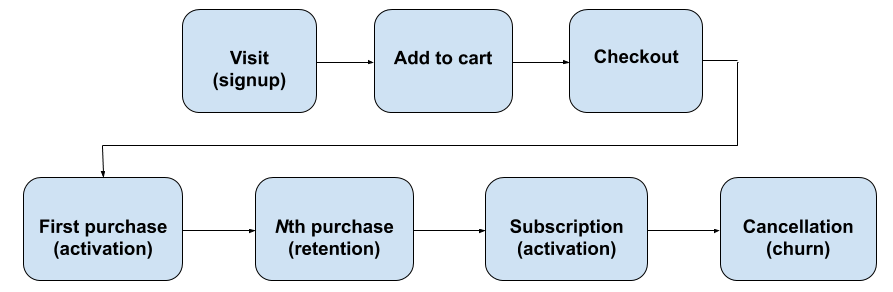 Visit
(signup)
Add to cart
Checkout
First purchase
(activation)
Nth purchase
(retention)
Subscription
(activation)
Cancellation
(churn)